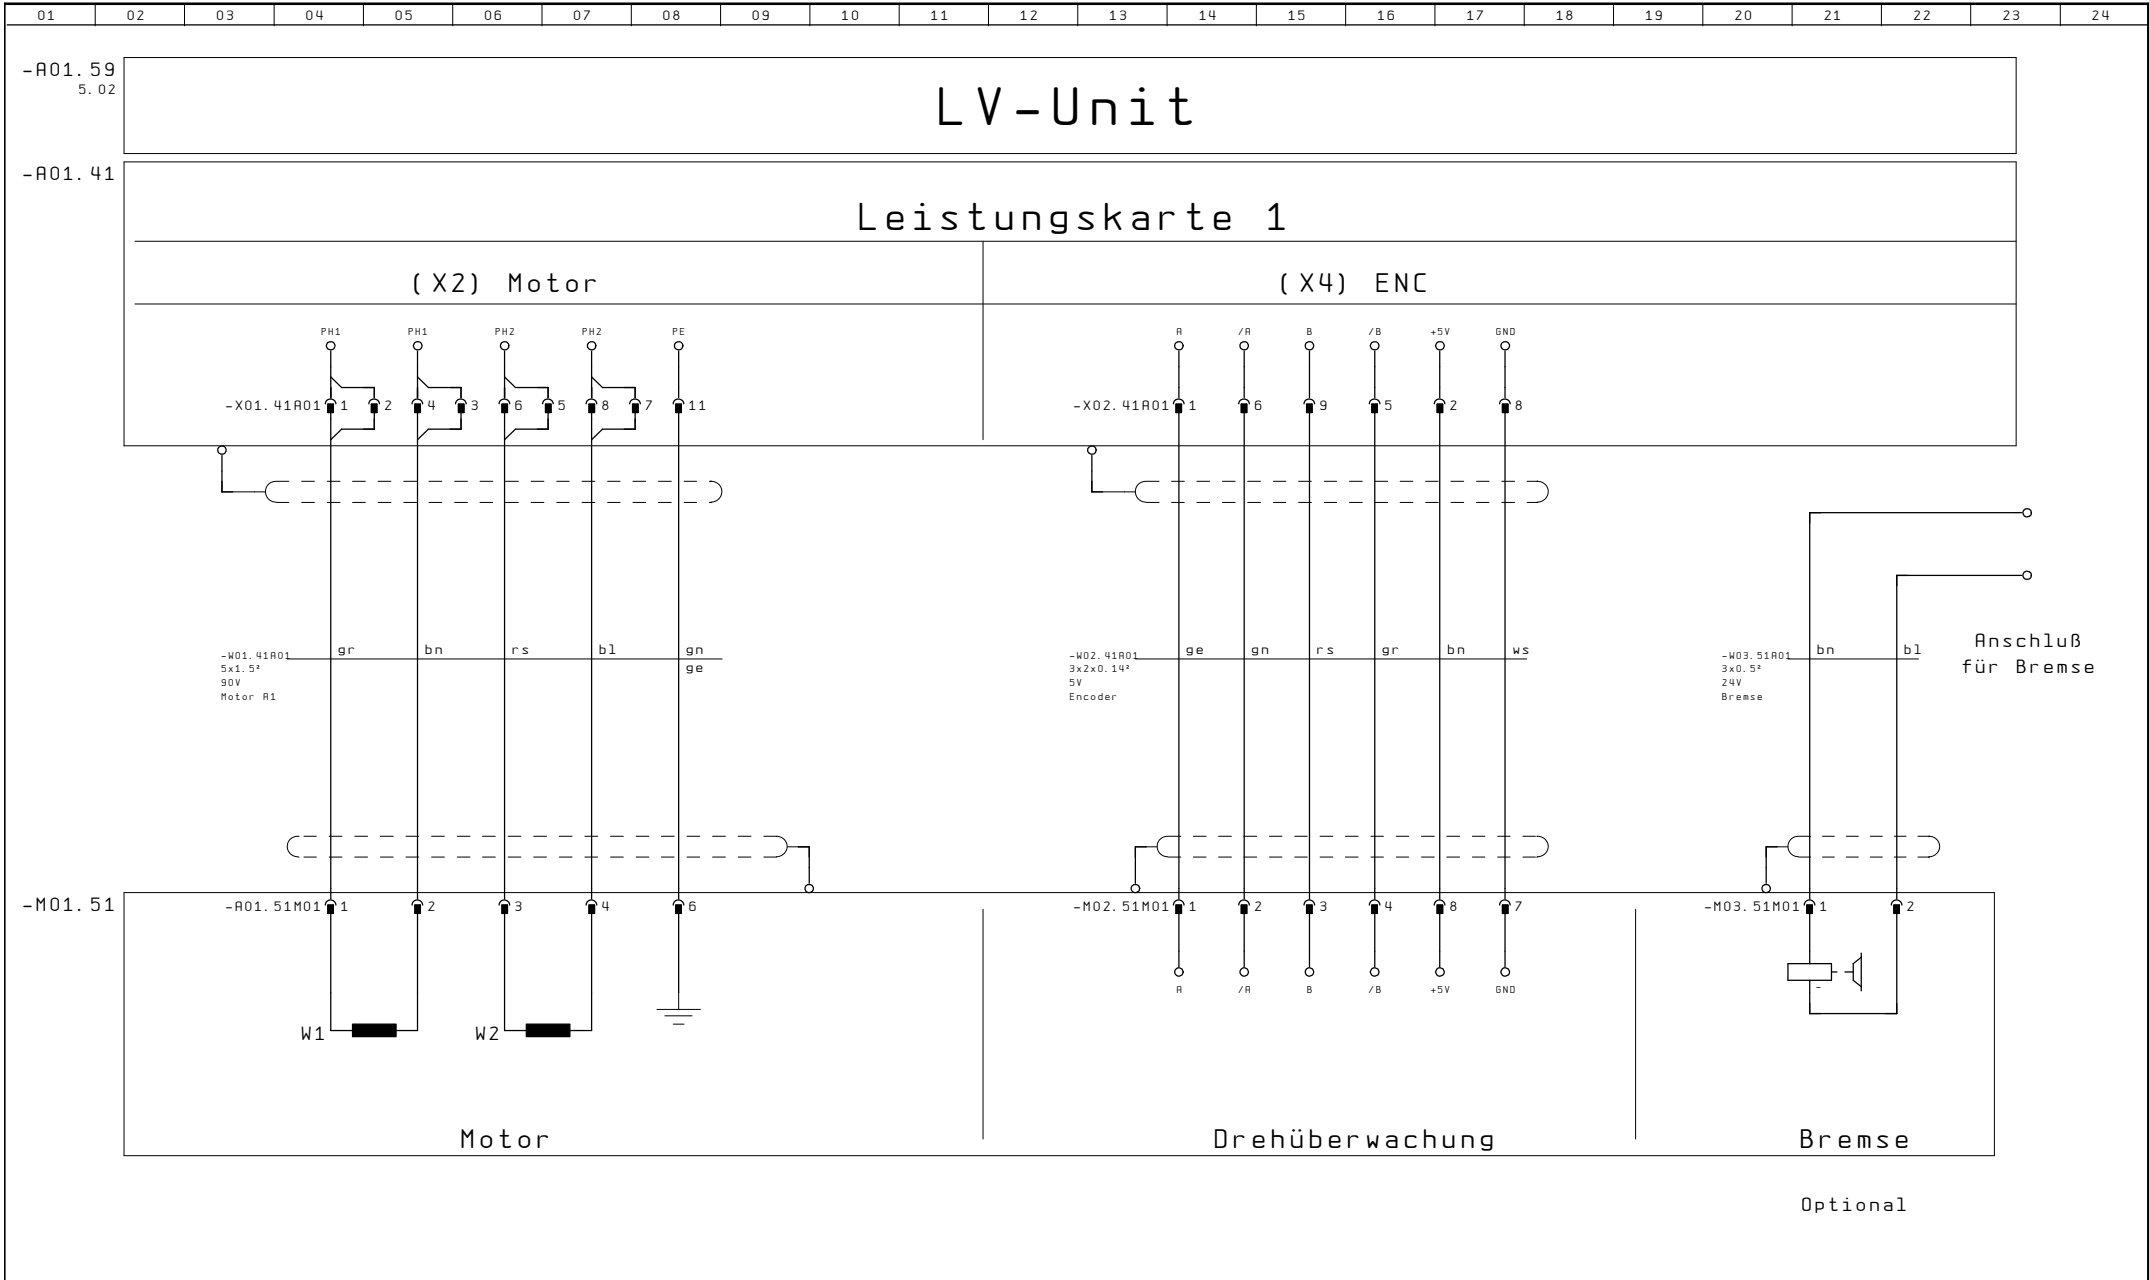 01 02 03 04 05 06 07 08 09 10 11 12 13 14 15 16 17 18 19 20 21 22 23 24
-A01.59
5.02
LV-Unit
-A01.41
Leistungskarte 1
(X2) Motor (X4) ENC
PH1 PH1 PH2 PH2 PE A /A B /B +5V GND
-X01.41A01 1 2 4 3 6 5 8 7 11 -X02.41A01 1 6 9 5 2 8
gr bn rs bl gn ge gn rs gr bn ws bn bl
ge
-W01.41A01
5x1.5²
90V
Motor A1
-W02.41A01
3x2x0.14²
5V
Encoder
-W03.51A01
3x0.5²
24V
Bremse
Anschluß
für Bremse
-M01.51
-A01.51M01 1 2 3 4 6 -M02.51M01 1 2 3 4 8 7 -M03.51M01 1 2
A /A B /B +5V GND
W1 W2
Motor Drehüberwachung Bremse
Optional